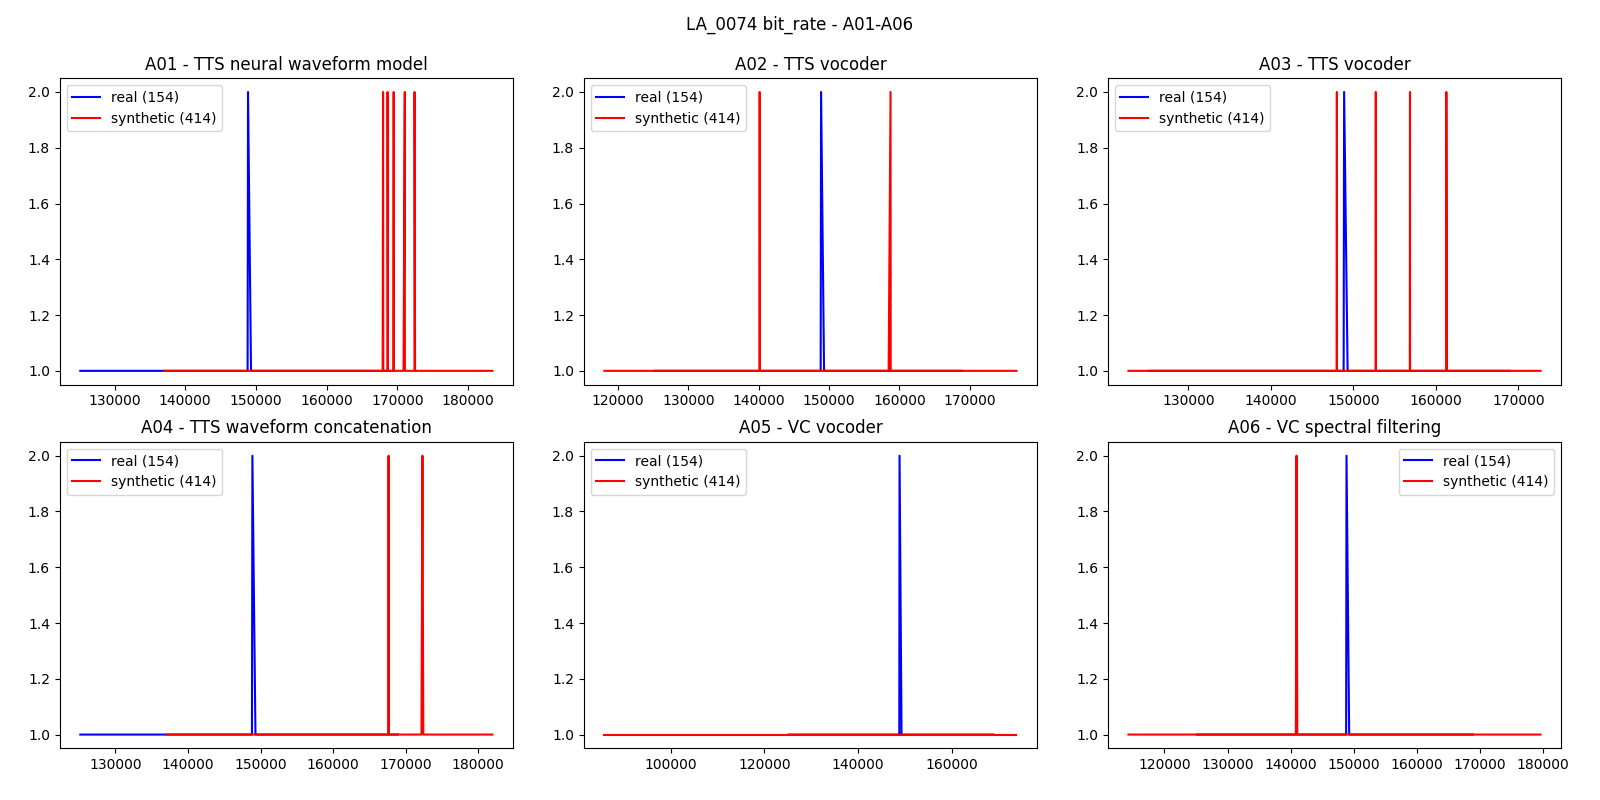 LA_0074 bit_rate - A01-A06
A01 - TTS neural waveform model
real (154)
synthetic (414)
2.0
1.8
1.6
1.4
1.2
1.0
130000 140000 150000 160000 170000 180000
A02 - TTS vocoder
real (154)
synthetic (414)
2.0
1.8
1.6
1.4
1.2
1.0
120000 130000 140000 150000 160000 170000
A03 - TTS vocoder
real (154)
synthetic (414)
2.0
1.8
1.6
1.4
1.2
1.0
130000 140000 150000 160000 170000
A04 - TTS waveform concatenation
real (154)
synthetic (414)
2.0
1.8
1.6
1.4
1.2
1.0
130000 140000 150000 160000 170000 180000
A05 - VC vocoder
real (154)
synthetic (414)
2.0
1.8
1.6
1.4
1.2
1.0
100000 120000 140000 160000
A06 - VC spectral filtering
real (154)
synthetic (414)
2.0
1.8
1.6
1.4
1.2
1.0
120000 130000 140000 150000 160000 170000 180000